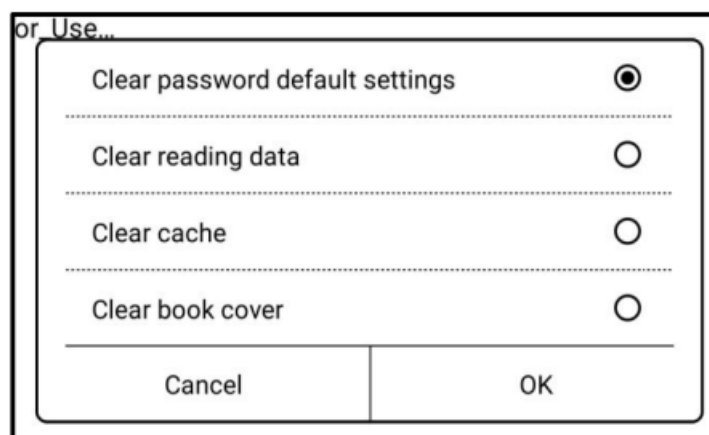 or_Use...
Clear password default settings
Clear reading data
Clear cache
Clear book cover
Cancel OK